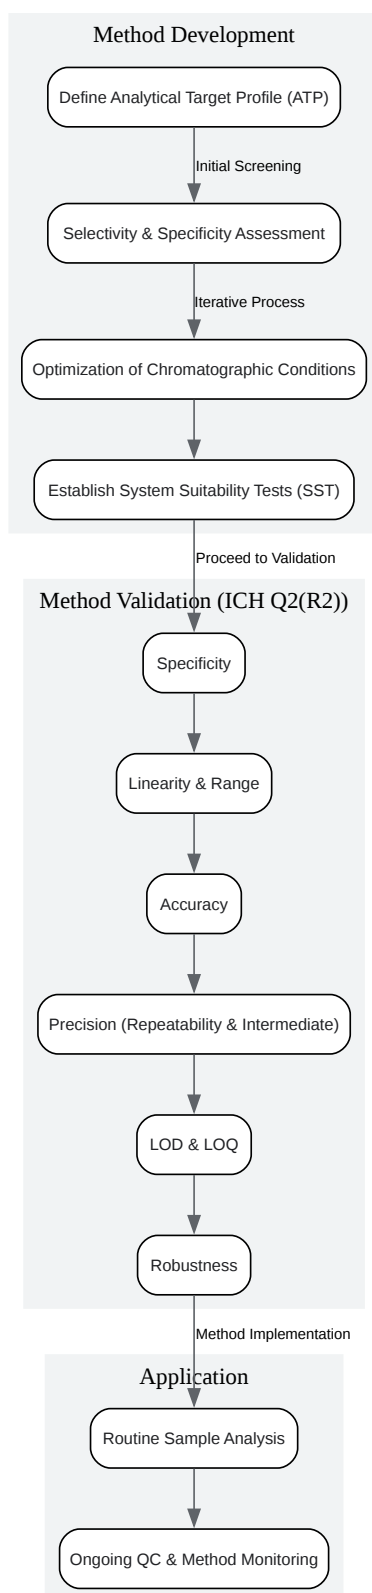 Method Development
Define Analytical Target Profile (ATP)
Initial Screening
Selectivity & Specificity Assessment
Iterative Process
Optimization of Chromatographic Conditions
Establish System Suitability Tests (SST)
Proceed to Validation
Method Validation (ICH Q2(R2))
Specificity
Linearity & Range
Accuracy
Precision (Repeatability & Intermediate)
LOD & LOQ
Robustness
Method Implementation
Application
Routine Sample Analysis
Ongoing QC & Method Monitoring